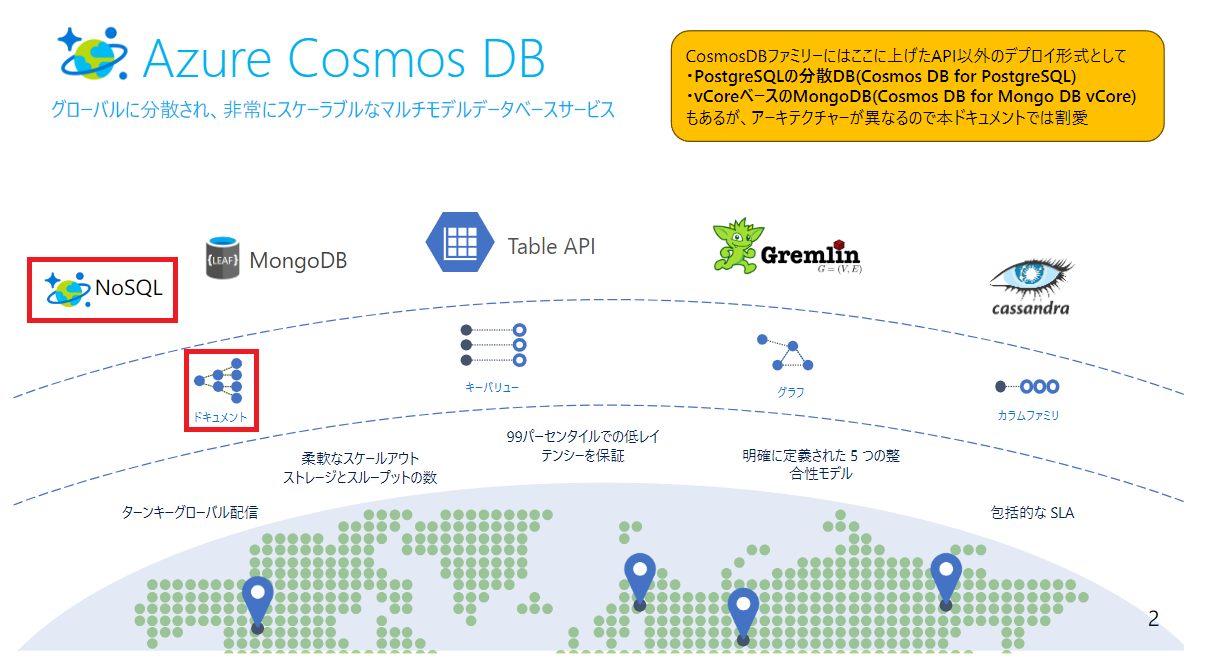 Azure Cosmos DB
グローバルに分散され、非常にスケーラブルなマルチモデルデータベースサービス
CosmosDBファミリーにはここに上げたAPI以外のデプロイ形式として
・PostgreSQLの分散DB(Cosmos DB for PostgreSQL)
・vCoreベースのMongoDB(Cosmos DB for Mongo DB vCore)
もあるが、アーキテクチャーが異なるので本ドキュメントでは割愛
NoSQL
{LEAF}
MongoDB
Table API
Gremlin
G = (V, E)
cassandra
ドキュメント
キーバリュー
グラフ
カラムファミリ
ターンキーグローバル配信
柔軟なスケールアウト
ストレージとスループットの数
99パーセンタイルでの低レイ
テンシーを保証
明確に定義された 5 つの整
合性モデル
包括的な SLA
2